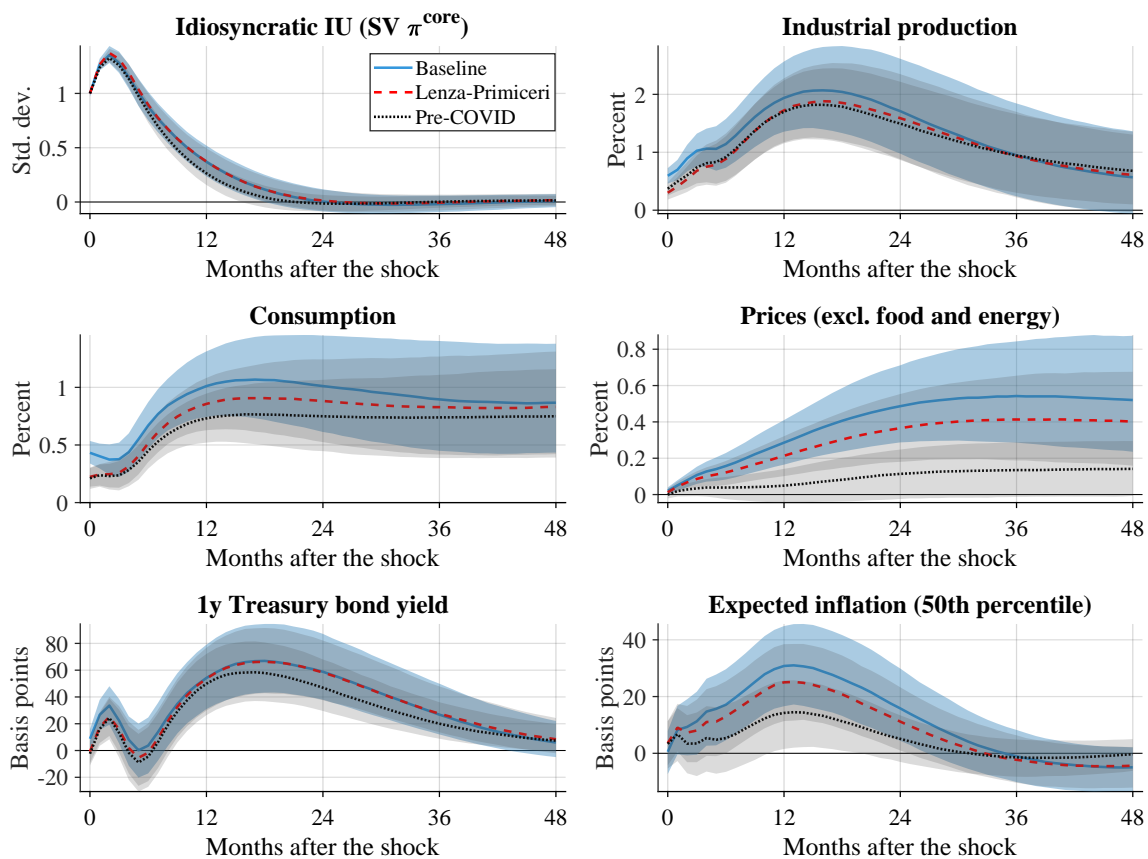 Idiosyncratic IU (SV π^core)
Std. dev.
1
0.5
0
Baseline
Lenza-Primiceri
Pre-COVID
0 12 24 36 48
Months after the shock
Industrial production
Percent
2
1
0
0 12 24 36 48
Months after the shock
Consumption
Percent
1
0.5
0
0 12 24 36 48
Months after the shock
Prices (excl. food and energy)
Percent
0.8
0.6
0.4
0.2
0
0 12 24 36 48
Months after the shock
1y Treasury bond yield
Basis points
80
60
40
20
0
-20
0 12 24 36 48
Months after the shock
Expected inflation (50th percentile)
Basis points
40
20
0
0 12 24 36 48
Months after the shock